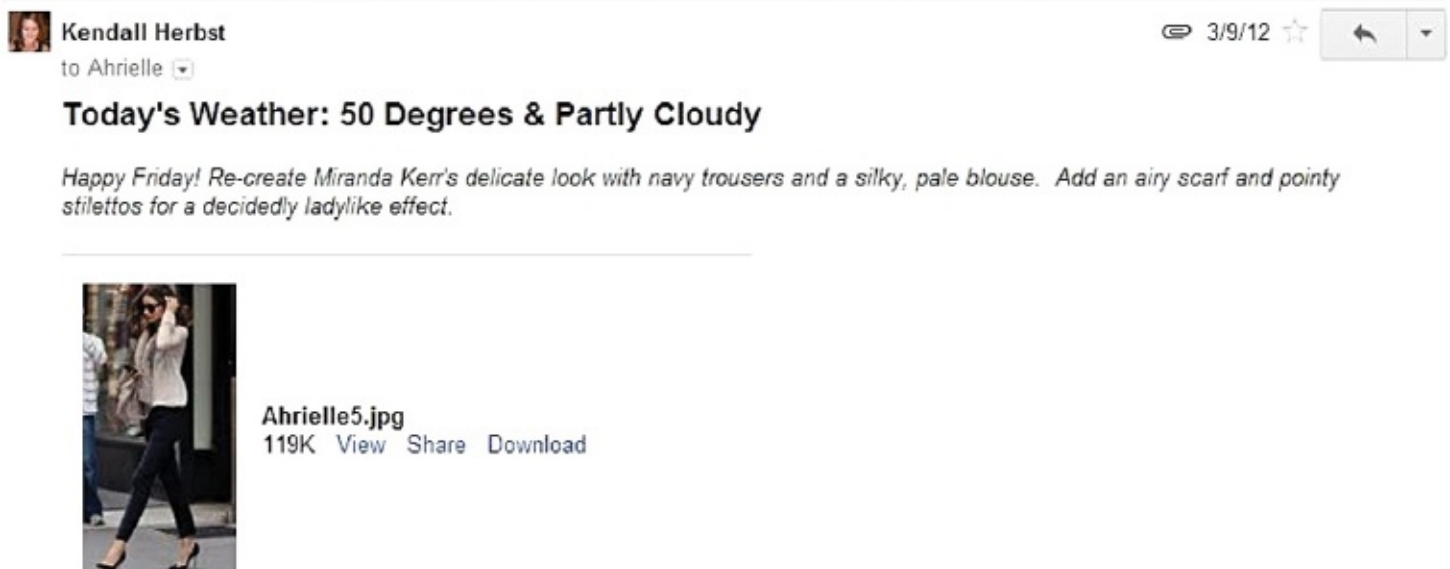 Kendall Herbst 3/9/12
to Ahrielle
Today's Weather: 50 Degrees & Partly Cloudy
Happy Friday! Re-create Miranda Kerr's delicate look with navy trousers and a silky, pale blouse.  Add an airy scarf and pointy
stilettos for a decidedly ladylike effect.
Ahrielle5.jpg
119K View Share Download